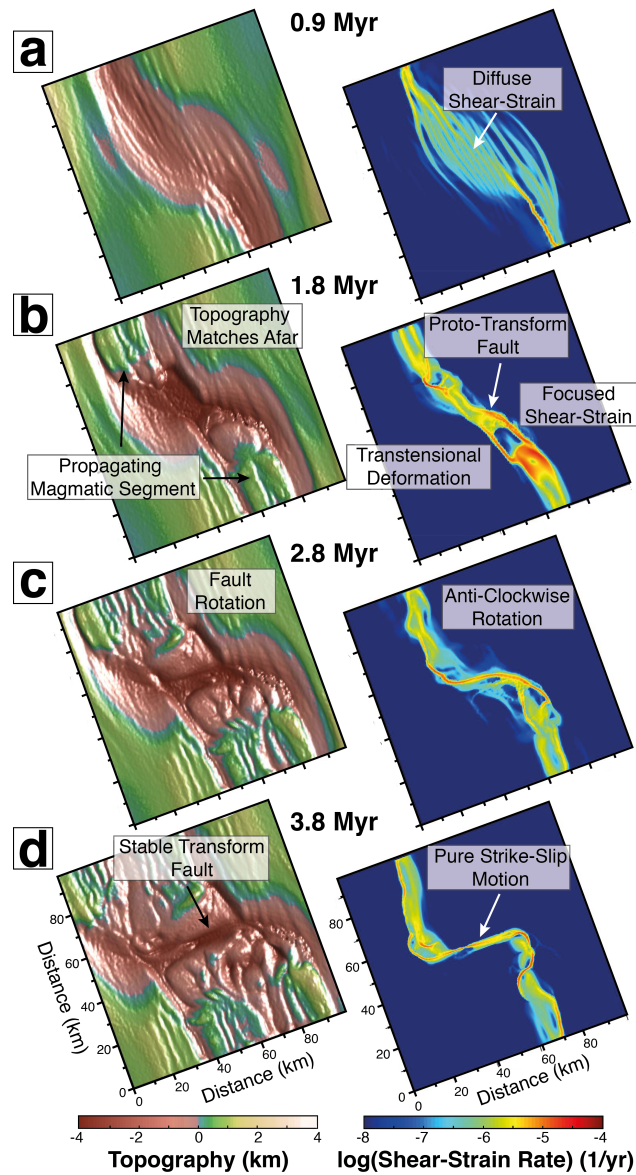 a
0.9 Myr
Diffuse
Shear-Strain
b
1.8 Myr
Topography
Matches Afar
Propagating
Magmatic Segment
Proto-Transform
Fault
Focused
Shear-Strain
Transtensional
Deformation
c
2.8 Myr
Fault
Rotation
Anti-Clockwise
Rotation
d
3.8 Myr
Stable Transform
Fault
Pure Strike-Slip
Motion
80
60
40
20
0
Distance (km)
0
20
40
60
80
Distance (km)
80
60
40
20
0
0
20
40
60
80
Distance (km)
-4 -2 0 2 4
Topography (km)
-8 -7 -6 -5 -4
log(Shear-Strain Rate) (1/yr)